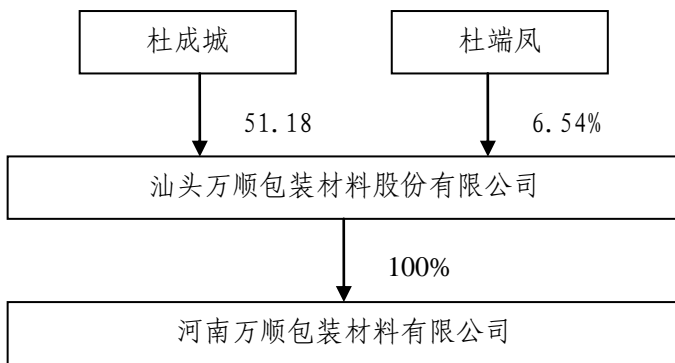 杜成城 杜端凤
51.18 6.54%
汕头万顺包装材料股份有限公司
100%
河南万顺包装材料有限公司